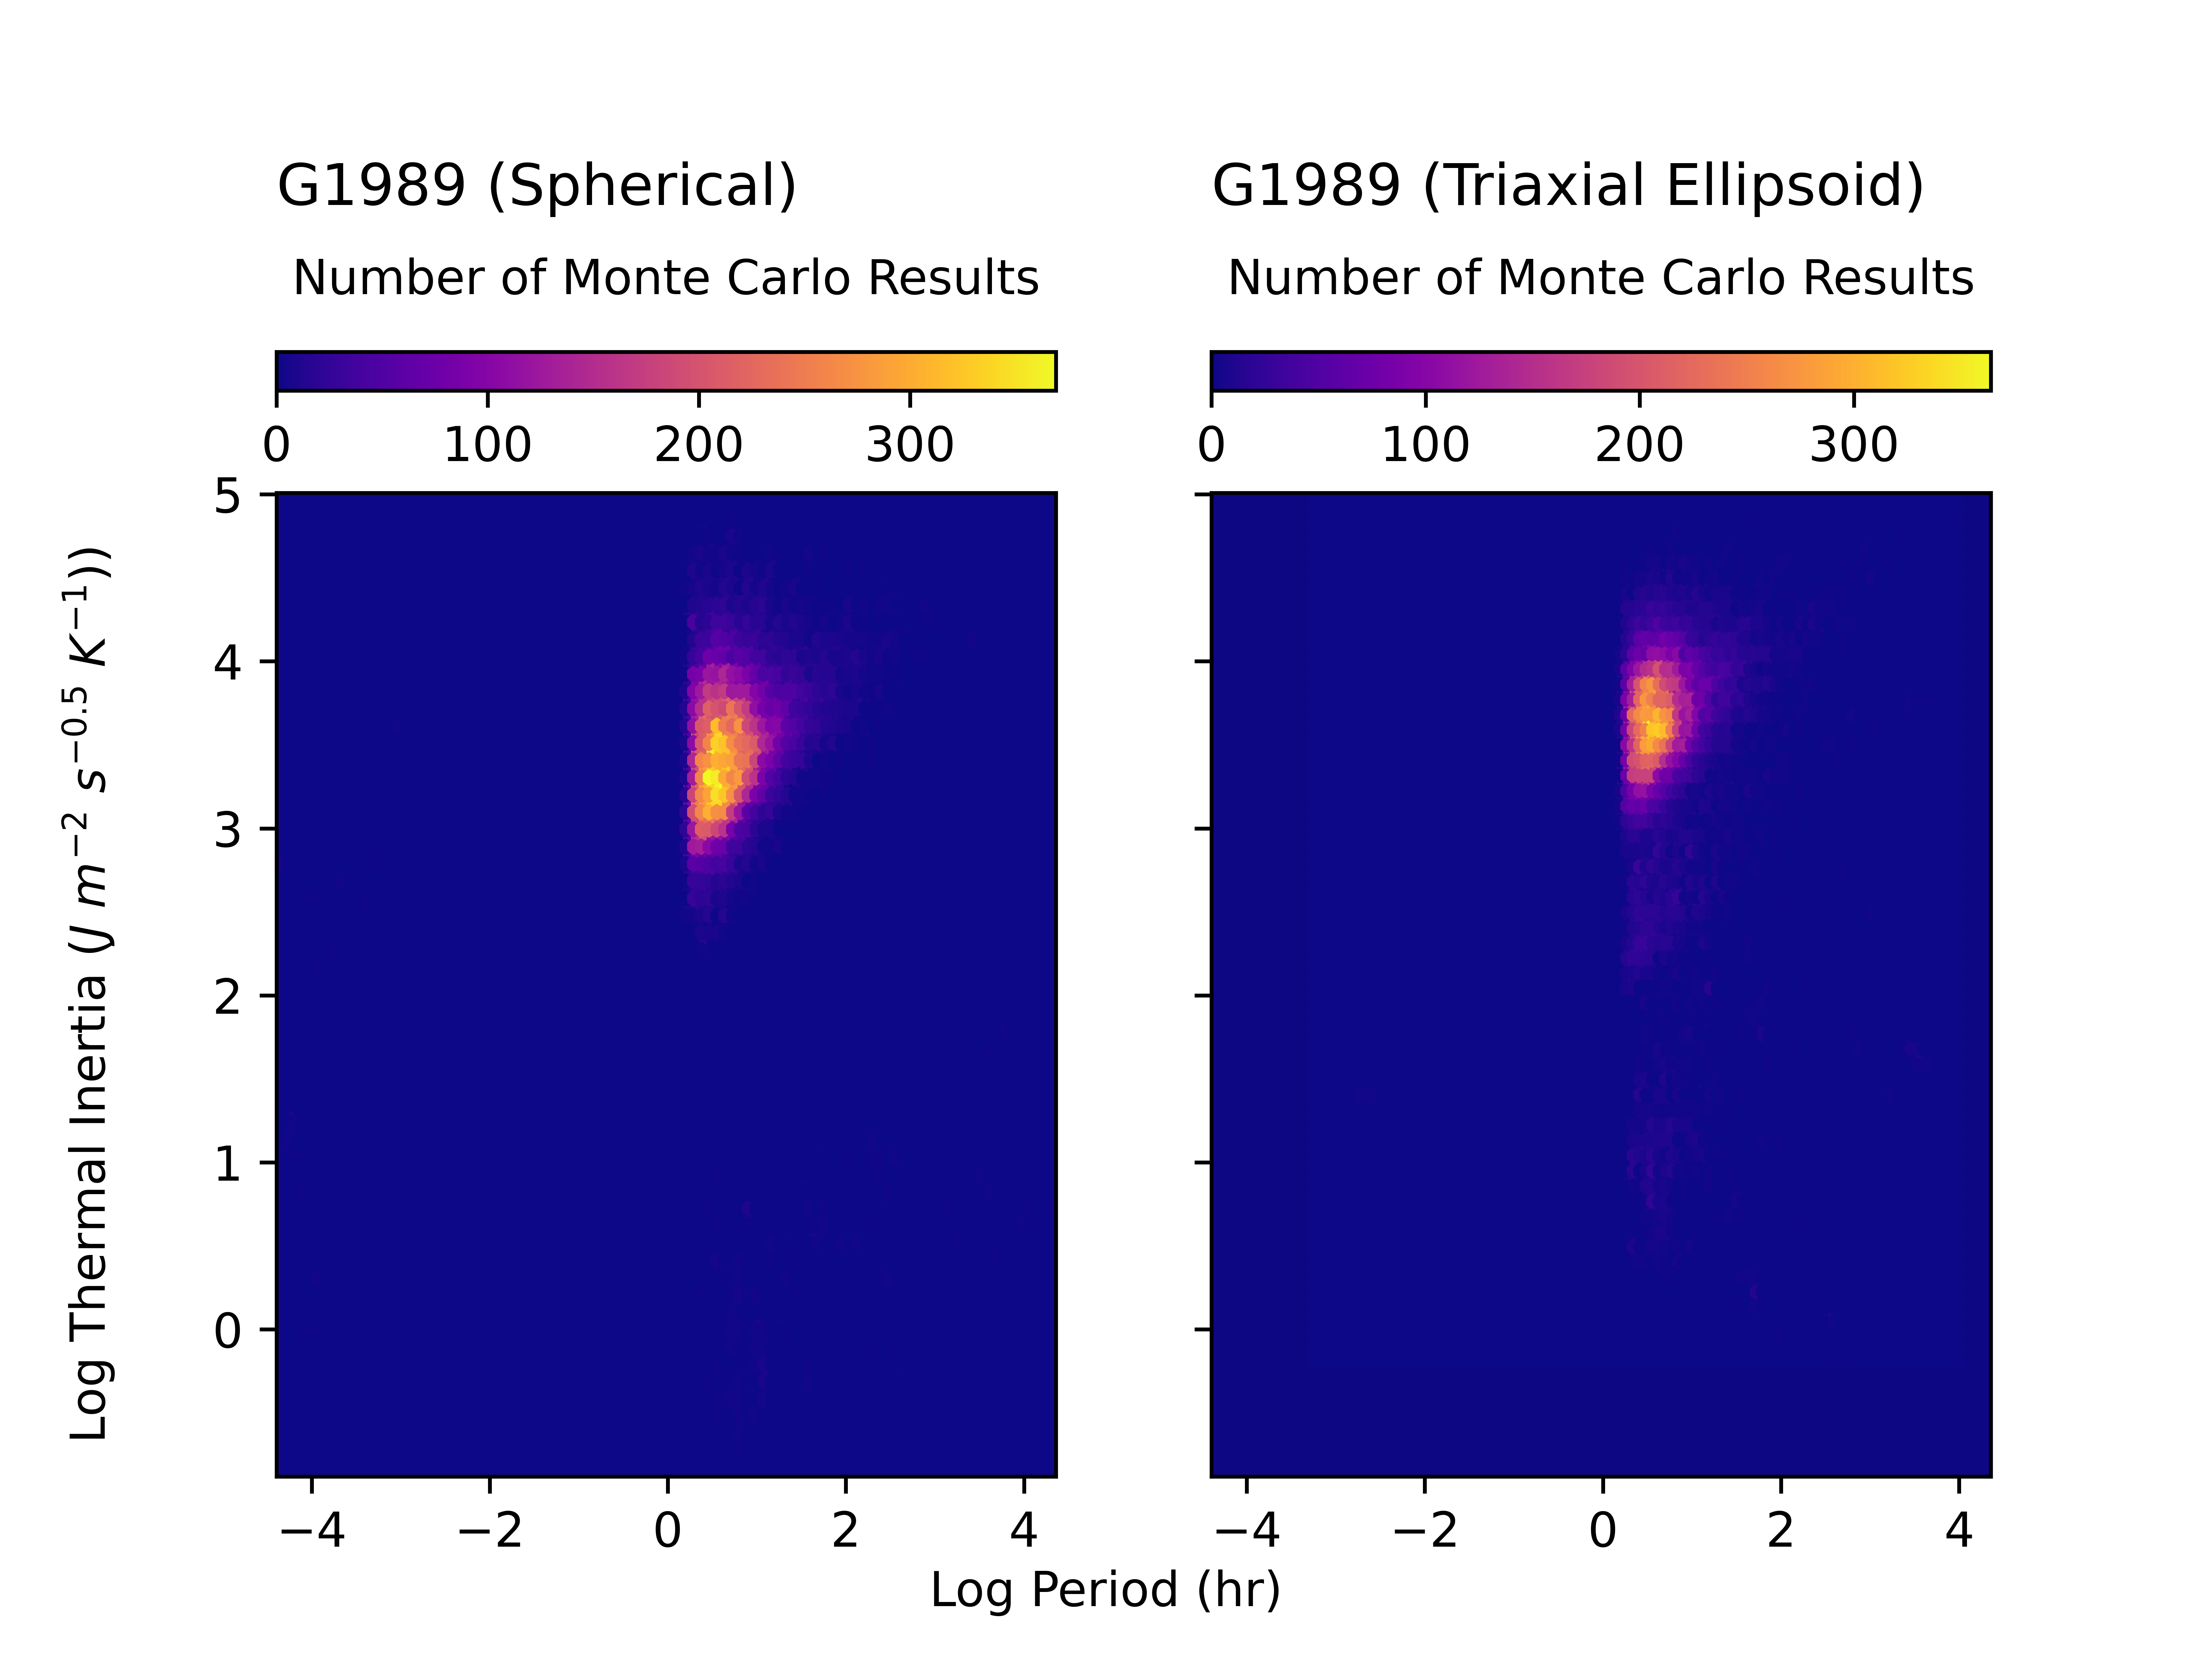 G1989 (Spherical)
Number of Monte Carlo Results
0 100 200 300
G1989 (Triaxial Ellipsoid)
Number of Monte Carlo Results
0 100 200 300
Log Thermal Inertia (J m⁻² s⁻⁰·⁵ K⁻¹))
5
4
3
2
1
0
−4 −2 0 2 4
−4 −2 0 2 4
Log Period (hr)